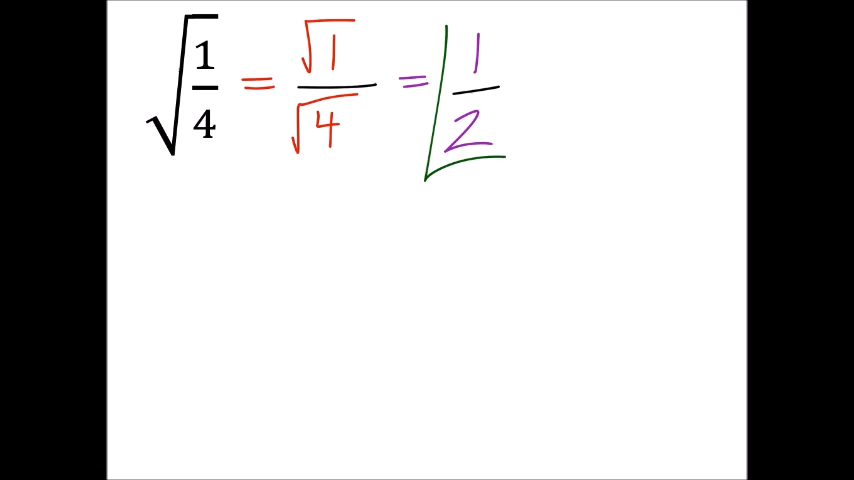 √(1/4) = √1/√4 = 1/2